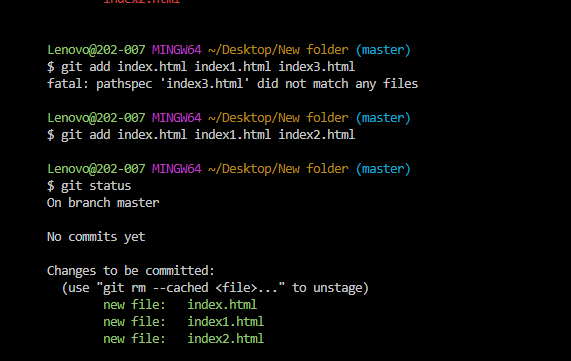 index2.html
Lenovo@202-007 MINGW64 ~/Desktop/New folder (master)
$ git add index.html index1.html index3.html
fatal: pathspec 'index3.html' did not match any files
Lenovo@202-007 MINGW64 ~/Desktop/New folder (master)
$ git add index.html index1.html index2.html
Lenovo@202-007 MINGW64 ~/Desktop/New folder (master)
$ git status
On branch master
No commits yet
Changes to be committed:
(use "git rm --cached <file>..." to unstage)
new file:   index.html
new file:   index1.html
new file:   index2.html